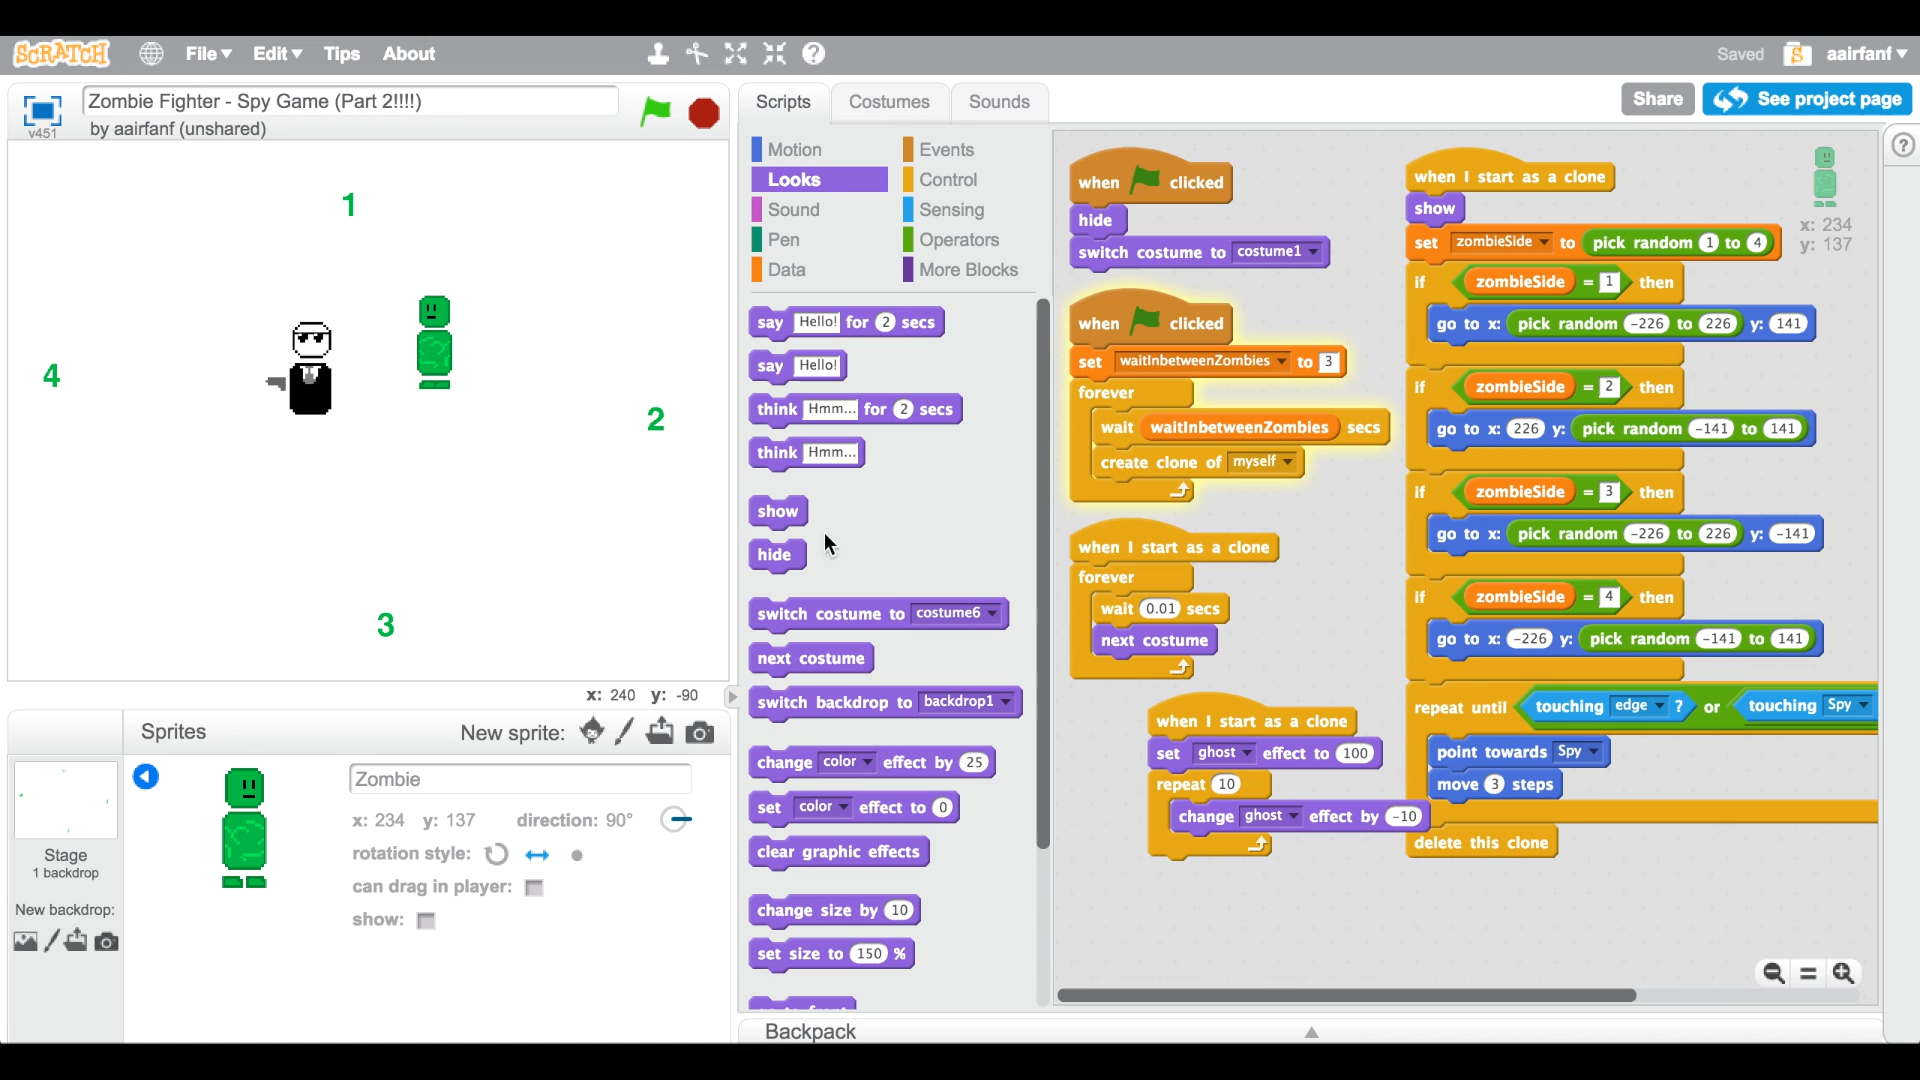 SCRATCH File Edit Tips About Saved aairfanf
v451
Zombie Fighter - Spy Game (Part 2!!!!)
by aairfanf (unshared)
1
4
2
3
x: 240 y: -90
Sprites New sprite:
Stage
1 backdrop
New backdrop:
Zombie
x: 234 y: 137 direction: 90°
rotation style:
can drag in player:
show:
Scripts Costumes Sounds
Share See project page
Motion Events
Looks Control
Sound Sensing
Pen Operators
Data More Blocks
say Hello! for 2 secs
say Hello!
think Hmm... for 2 secs
think Hmm...
show
hide
switch costume to costume6
next costume
switch backdrop to backdrop1
change color effect by 25
set color effect to 0
clear graphic effects
change size by 10
set size to 150 %
when clicked
hide
switch costume to costume1
when clicked
set waitInbetweenZombies to 3
forever
wait waitInbetweenZombies secs
create clone of myself
when I start as a clone
forever
wait 0.01 secs
next costume
when I start as a clone
set ghost effect to 100
repeat 10
change ghost effect by -10
when I start as a clone
show
set zombieSide to pick random 1 to 4
if zombieSide = 1 then
go to x: pick random -226 to 226 y: 141
if zombieSide = 2 then
go to x: 226 y: pick random -141 to 141
if zombieSide = 3 then
go to x: pick random -226 to 226 y: -141
if zombieSide = 4 then
go to x: -226 y: pick random -141 to 141
repeat until touching edge ? or touching Spy
point towards Spy
move 3 steps
delete this clone
x: 234
y: 137
?
=
Backpack